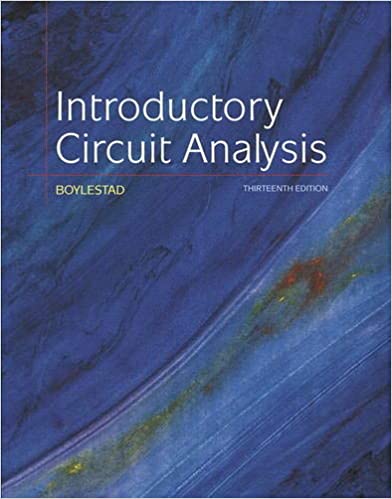 Introductory
Circuit Analysis
BOYLESTAD
THIRTEENTH EDITION